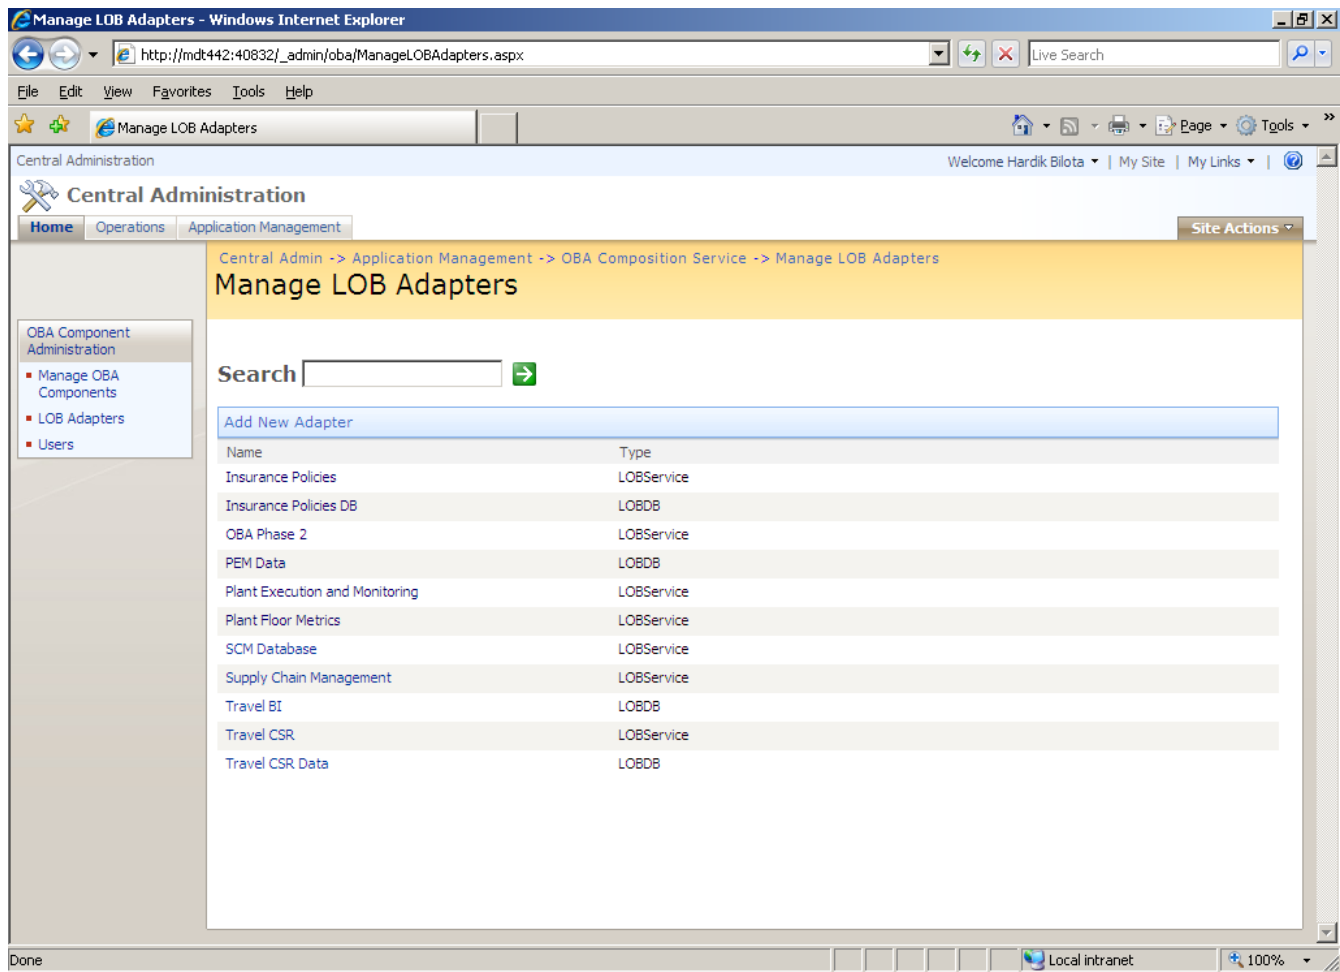 Manage LOB Adapters - Windows Internet Explorer
http://mdt442:40832/_admin/oba/ManageLOBAdapters.aspx
Live Search
File Edit View Favorites Tools Help
Manage LOB Adapters
Page Tools »
Central Administration
Welcome Hardik Bilota | My Site | My Links |
Central Administration
Home Operations Application Management
Site Actions
Central Admin -> Application Management -> OBA Composition Service -> Manage LOB Adapters
Manage LOB Adapters
OBA Component
Administration
Manage OBA
Components
LOB Adapters
Users
Search
Add New Adapter
Name Type
Insurance Policies LOBService
Insurance Policies DB LOBDB
OBA Phase 2 LOBService
PEM Data LOBDB
Plant Execution and Monitoring LOBService
Plant Floor Metrics LOBService
SCM Database LOBService
Supply Chain Management LOBService
Travel BI LOBDB
Travel CSR LOBService
Travel CSR Data LOBDB
Done
Local intranet
100%